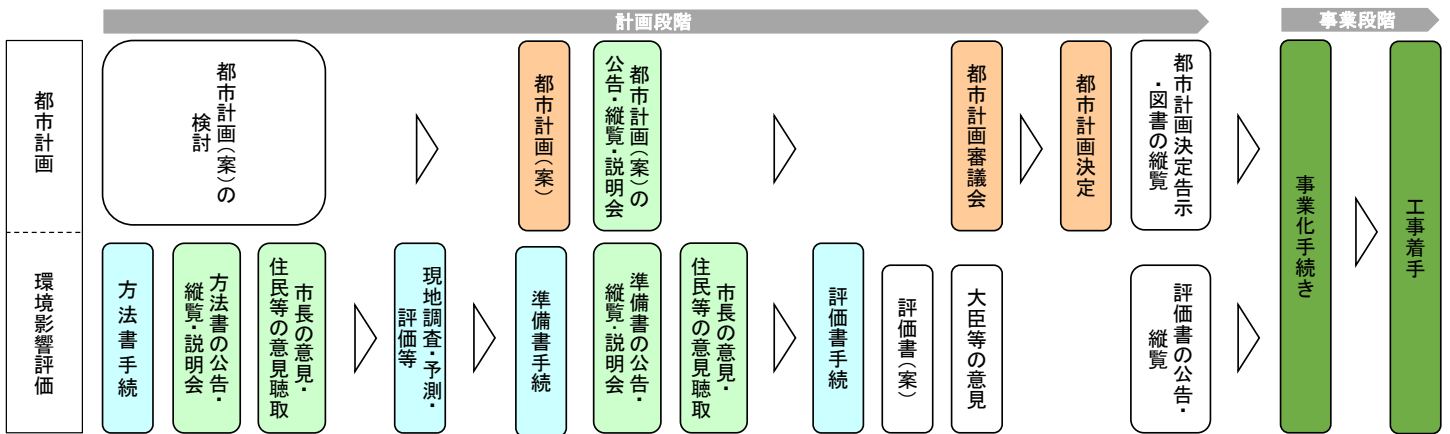 計画段階
事業段階
都市計画
都市計画(案)の
検討
都市計画(案)
都市計画(案)の
公告・縦覧・説明会
都市計画審議会
都市計画決定
都市計画決定告示
・図書の縦覧
事業化手続き
工事着手
環境影響評価
方法書手続
方法書の公告・
縦覧・説明会
市長の意見・
住民等の意見聴取
現地調査・予測・
評価等
準備書手続
準備書の公告・
縦覧・説明会
市長の意見・
住民等の意見聴取
評価書手続
評価書(案)
大臣等の意見
評価書の公告・
縦覧